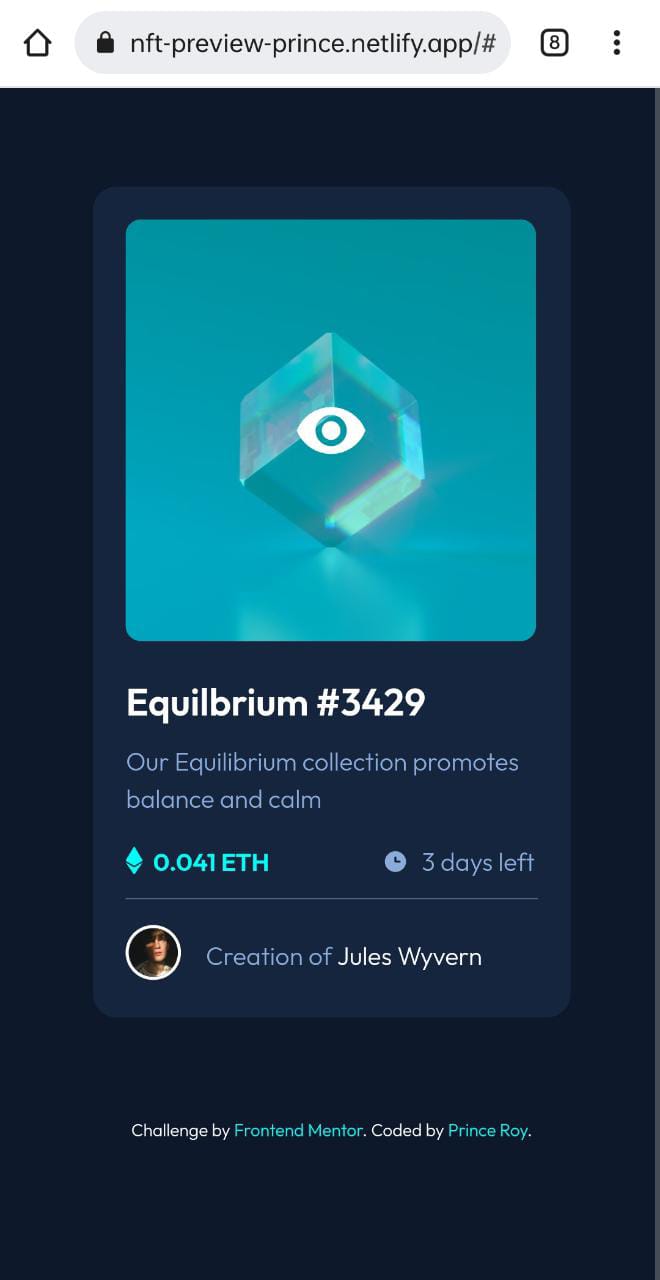 nft-preview-prince.netlify.app/#
8
Equilbrium #3429
Our Equilibrium collection promotes
balance and calm
0.041 ETH
3 days left
Creation of Jules Wyvern
Challenge by Frontend Mentor. Coded by Prince Roy.